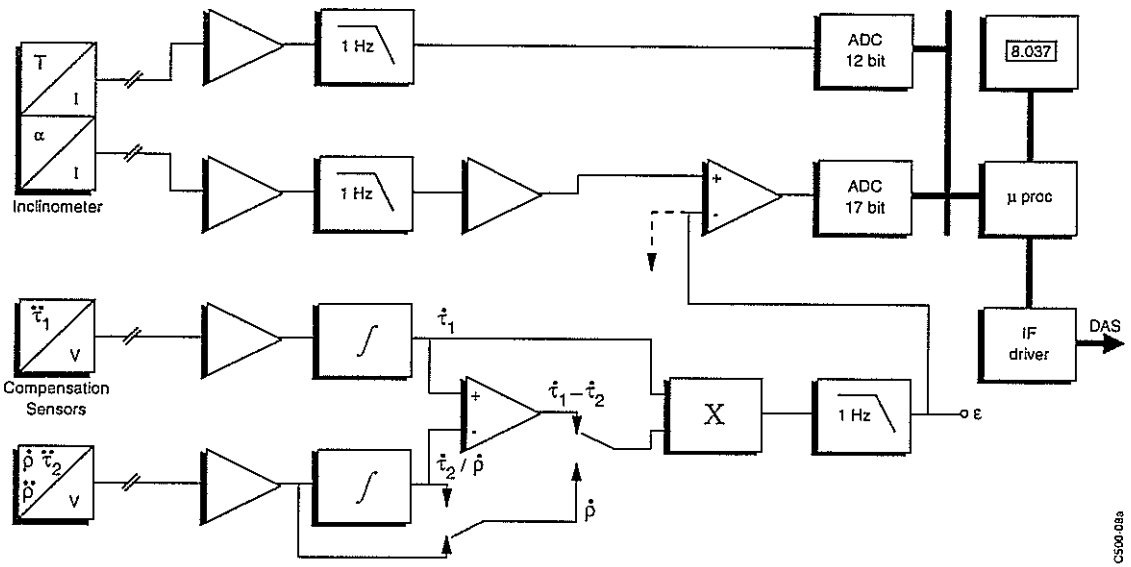 T
I
1 Hz
ADC
12 bit
8.037
α
I
Inclinometer
1 Hz
+
-
ADC
17 bit
μ proc
τ̈₁
V
Compensation
Sensors
∫
τ̇₁
IF
driver
DAS
+
-
τ̇₁–τ̇₂
X
1 Hz
ε
ρ̇ τ̈₂
ρ̈
V
∫
τ̇₂ / ρ̇
ρ̇
C500-08a